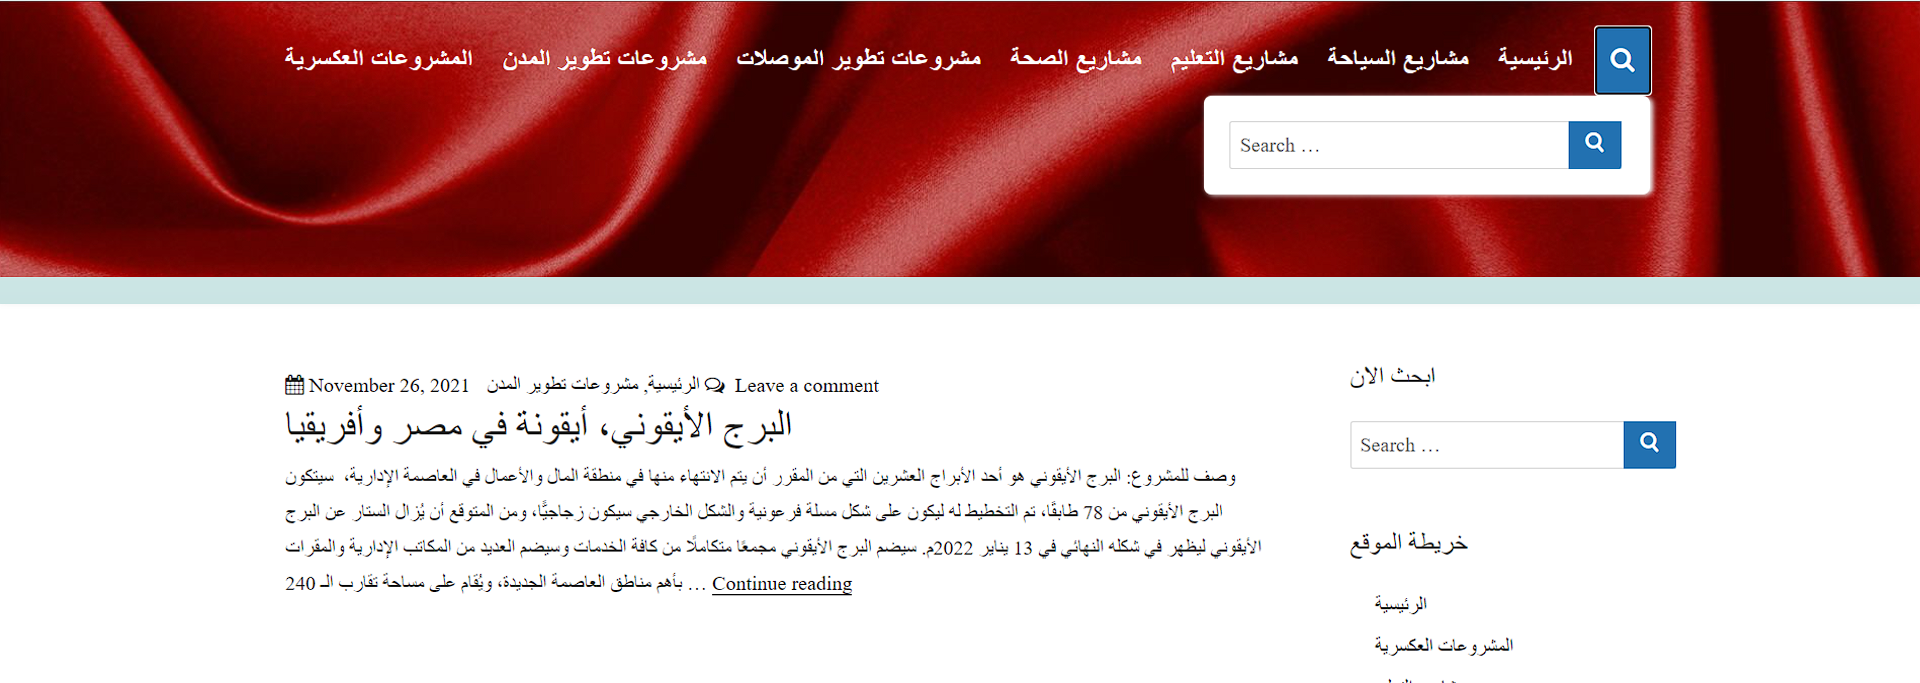 الرئيسية مشاريع السياحة مشاريع التعليم مشاريع الصحة مشروعات تطوير الموصلات مشروعات تطوير المدن المشروعات العكسرية
Search …
November 26, 2021 الرئيسية, مشروعات تطوير المدن Leave a comment
البرج الأيقوني، أيقونة في مصر وأفريقيا
وصف للمشروع: البرج الأيقوني هو أحد الأبراج العشرين التي من المقرر أن يتم الانتهاء منها في منطقة المال والأعمال في العاصمة الإدارية، سيتكون
البرج الأيقوني من 78 طابقًا، تم التخطيط له ليكون على شكل مسلة فرعونية والشكل الخارجي سيكون زجاجيًّا، ومن المتوقع أن يُزال الستار عن البرج
الأيقوني ليظهر في شكله النهائي في 13 يناير 2022م. سيضم البرج الأيقوني مجمعًا متكاملًا من كافة الخدمات وسيضم العديد من المكاتب الإدارية والمقرات
بأهم مناطق العاصمة الجديدة، ويُقام على مساحة تقارب الـ 240 … Continue reading
ابحث الان
Search …
خريطة الموقع
الرئيسية
المشروعات العكسرية